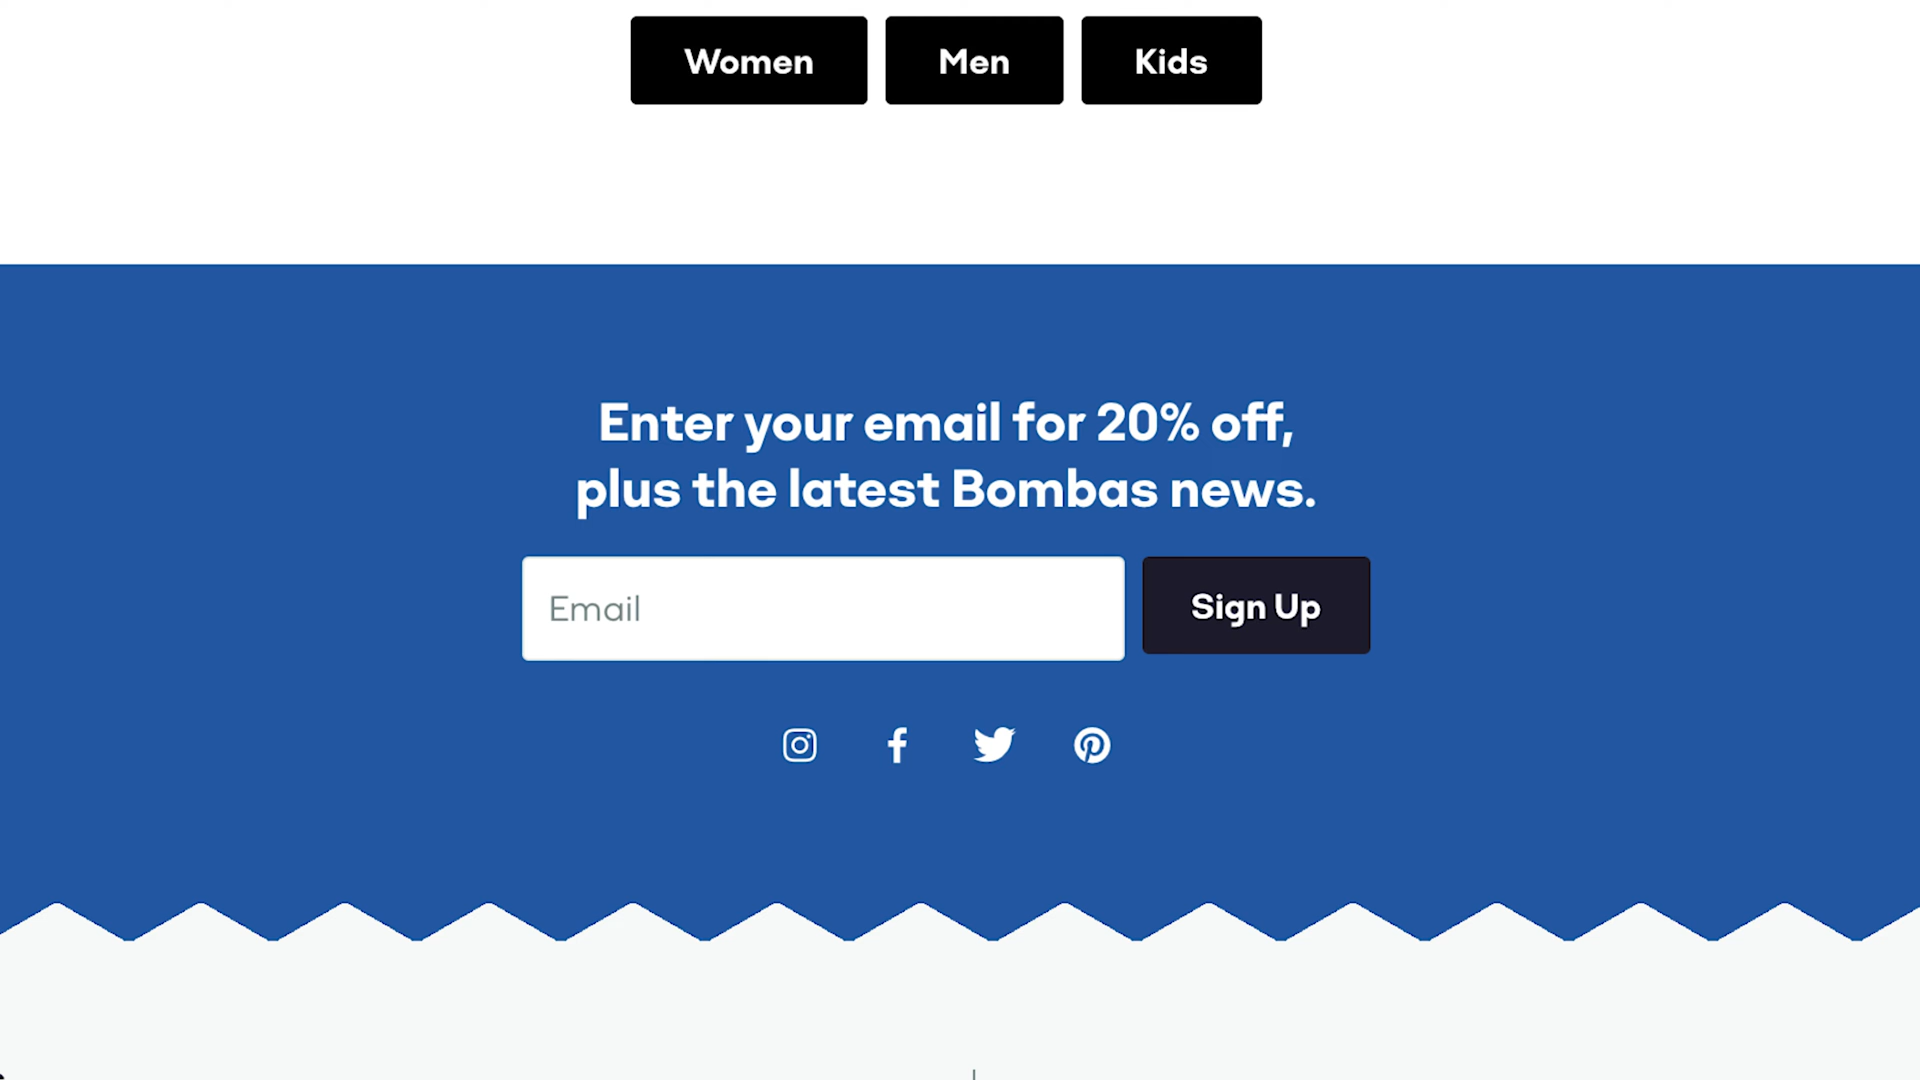 Women Men Kids
Enter your email for 20% off,
plus the latest Bombas news.
Email Sign Up